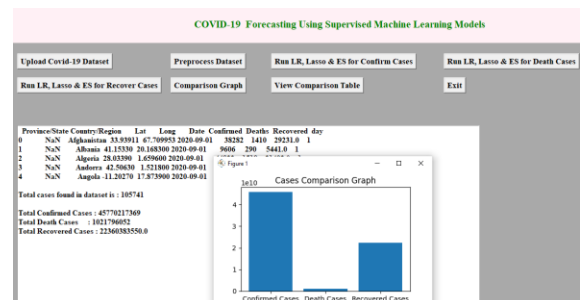 COVID-19 Forecasting Using Supervised Machine Learning Models
Upload Covid-19 Dataset Preprocess Dataset Run LR, Lasso & ES for Confirm Cases Run LR, Lasso & ES for Death Cases
Run LR, Lasso & ES for Recover Cases Comparison Graph View Comparison Table Exit
Province/State Country/Region Lat Long Date Confirmed Deaths Recovered day
0 NaN Afghanistan 33.93911 67.709953 2020-09-01 38282 1410 29231.0 1
1 NaN Albania 41.15330 20.168300 2020-09-01 9606 296 5441.0 1
2 NaN Algeria 28.03390 1.659600 2020-09-01
3 NaN Andorra 42.50630 1.521800 2020-09-01
4 NaN Angola -11.20270 17.873900 2020-09-01
Total cases found in dataset is : 105741
Total Confirmed Cases : 45770217369
Total Death Cases : 1021796052
Total Recovered Cases : 22360383550.0
Figure 1
Cases Comparison Graph
1e10
4
3
2
1
0
Confirmed Cases Death Cases Recovered Cases